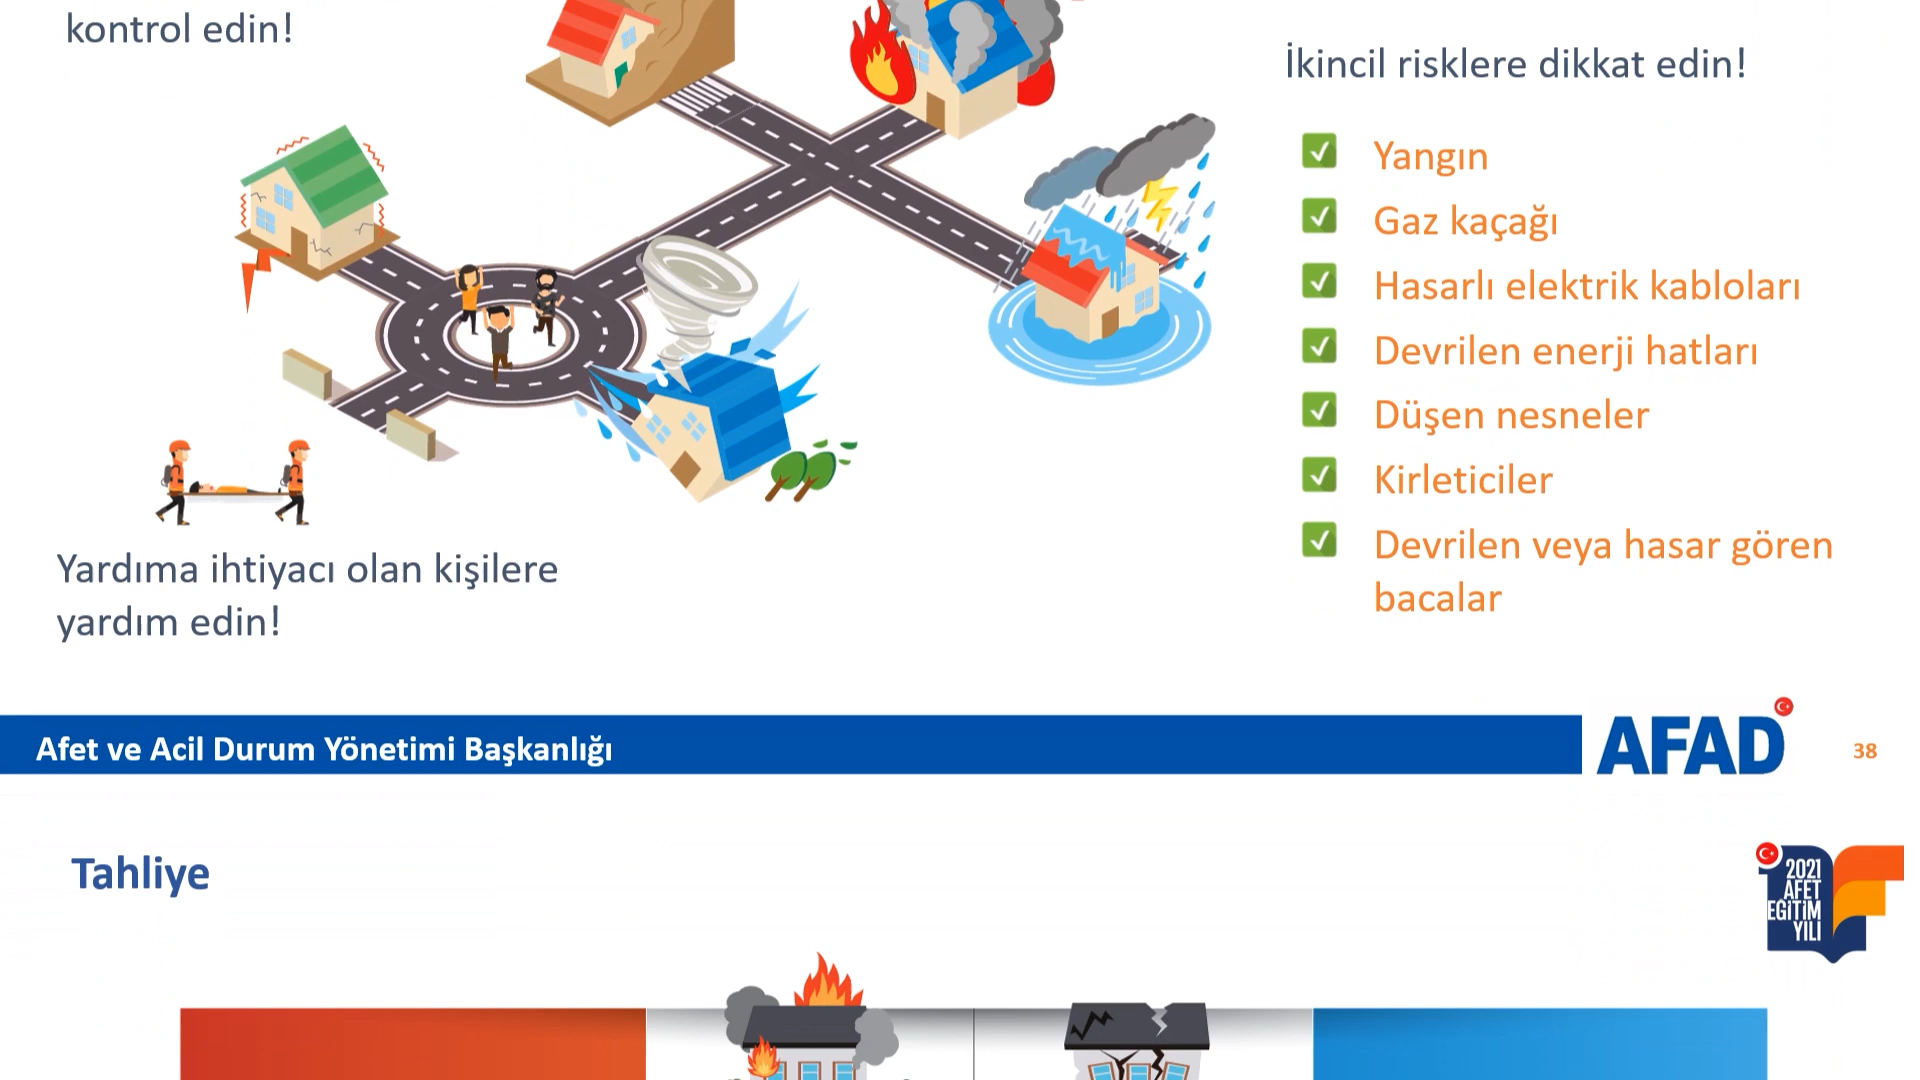 kontrol edin!
İkincil risklere dikkat edin!
Yangın
Gaz kaçağı
Hasarlı elektrik kabloları
Devrilen enerji hatları
Düşen nesneler
Kirleticiler
Devrilen veya hasar gören
bacalar
Yardıma ihtiyacı olan kişilere
yardım edin!
Afet ve Acil Durum Yönetimi Başkanlığı
AFAD
38
Tahliye
2021
AFET
EĞİTİM
YILI